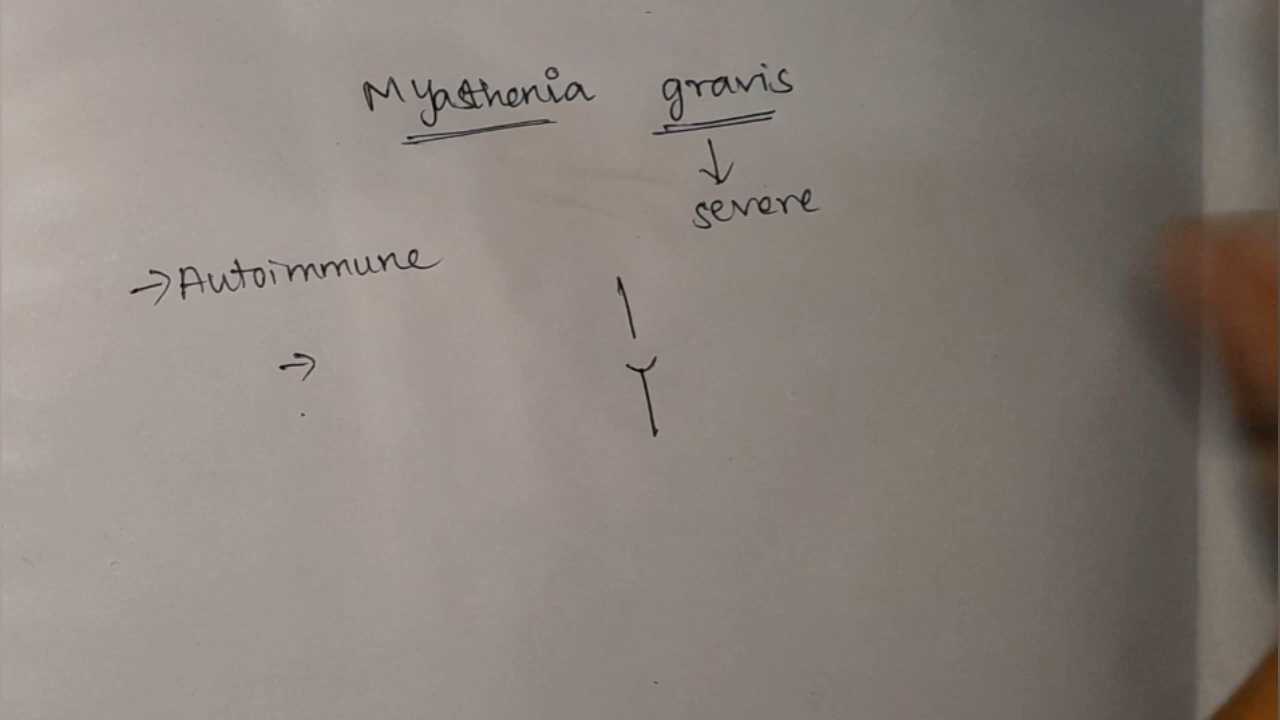 Myasthenia gravis
↓
severe
→ Autoimmune
→